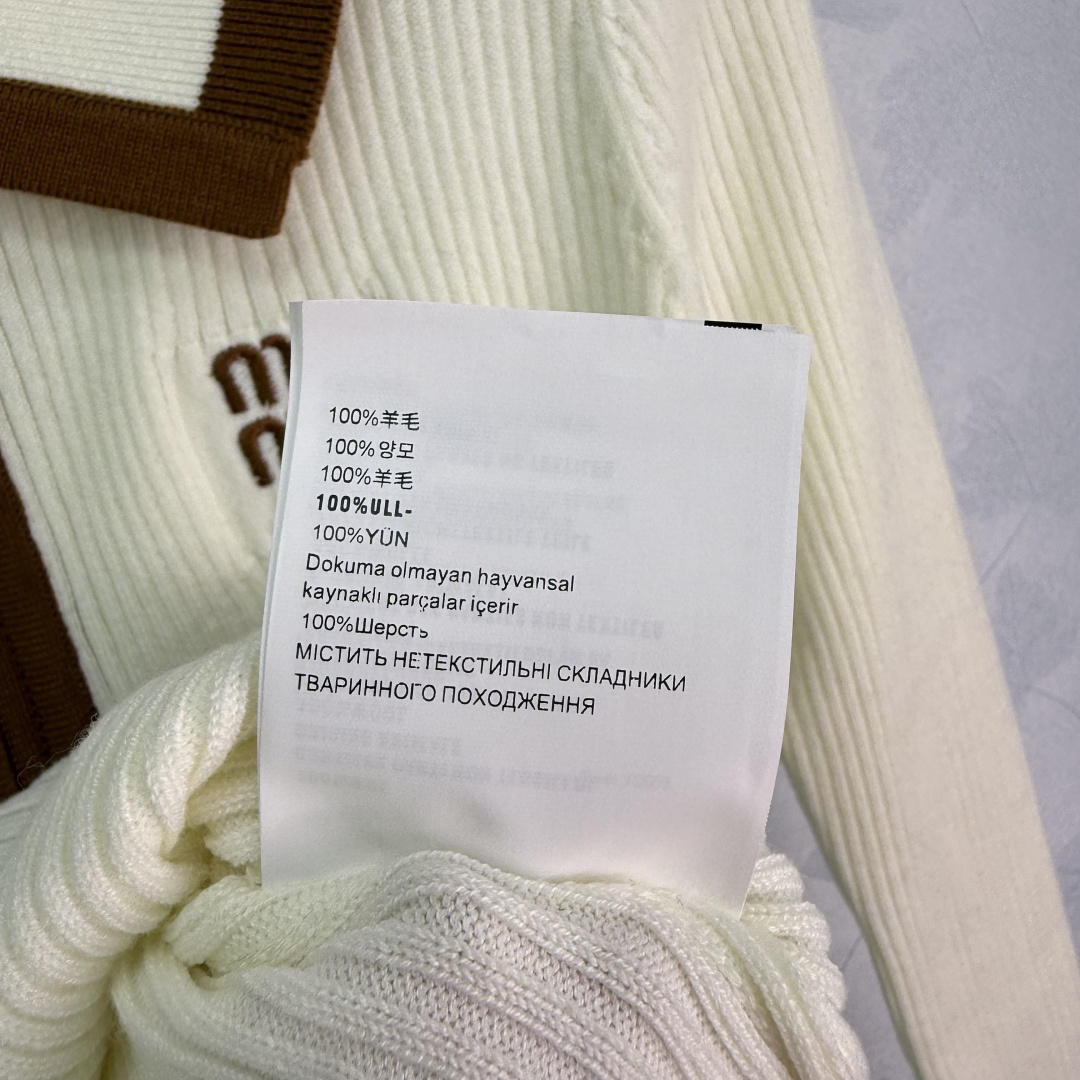 100%羊毛
100%양모
100%羊毛
100%ULL-
100%YÜN
Dokuma olmayan hayvansal
kaynaklı parçalar içerir
100%Шерсть
МІСТИТЬ НЕТЕКСТИЛЬНІ СКЛАДНИКИ
ТВАРИННОГО ПОХОДЖЕННЯ